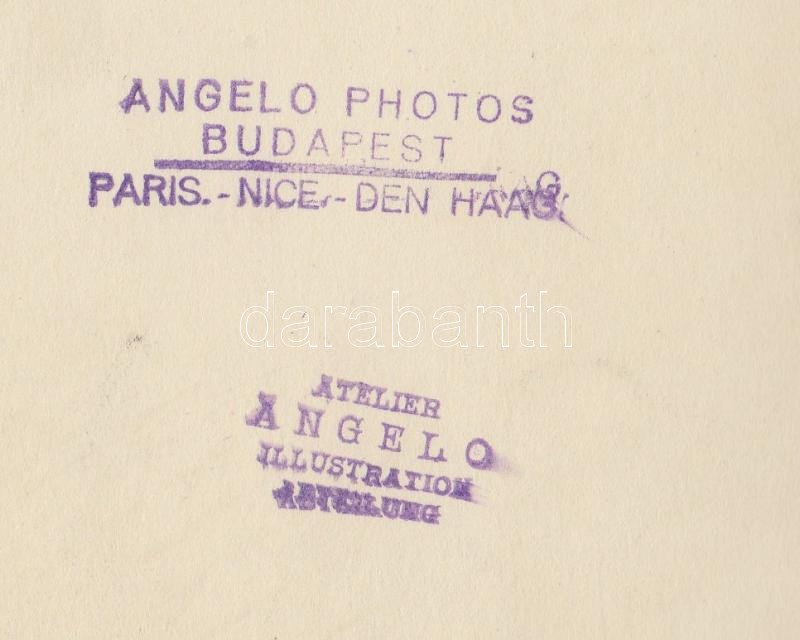 ANGELO PHOTOS
BUDAPEST
PARIS.-NICE.-DEN HAAG.
darabanth
ATELIER
ANGELO
ILLUSTRATION
ABTEILUNG